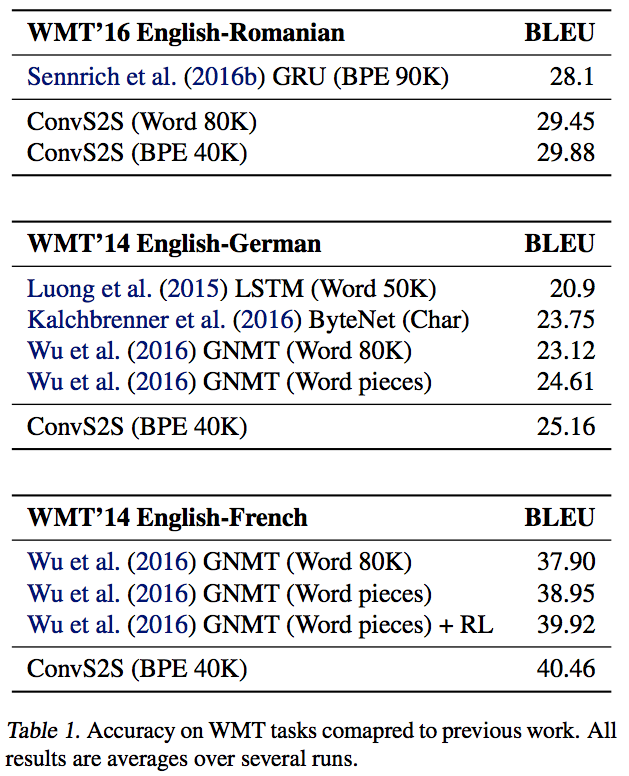 WMT’16 English-Romanian BLEU
Sennrich et al. (2016b) GRU (BPE 90K) 28.1
ConvS2S (Word 80K) 29.45
ConvS2S (BPE 40K) 29.88
WMT’14 English-German BLEU
Luong et al. (2015) LSTM (Word 50K) 20.9
Kalchbrenner et al. (2016) ByteNet (Char) 23.75
Wu et al. (2016) GNMT (Word 80K) 23.12
Wu et al. (2016) GNMT (Word pieces) 24.61
ConvS2S (BPE 40K) 25.16
WMT’14 English-French BLEU
Wu et al. (2016) GNMT (Word 80K) 37.90
Wu et al. (2016) GNMT (Word pieces) 38.95
Wu et al. (2016) GNMT (Word pieces) + RL 39.92
ConvS2S (BPE 40K) 40.46
Table 1. Accuracy on WMT tasks comapred to previous work. All
results are averages over several runs.